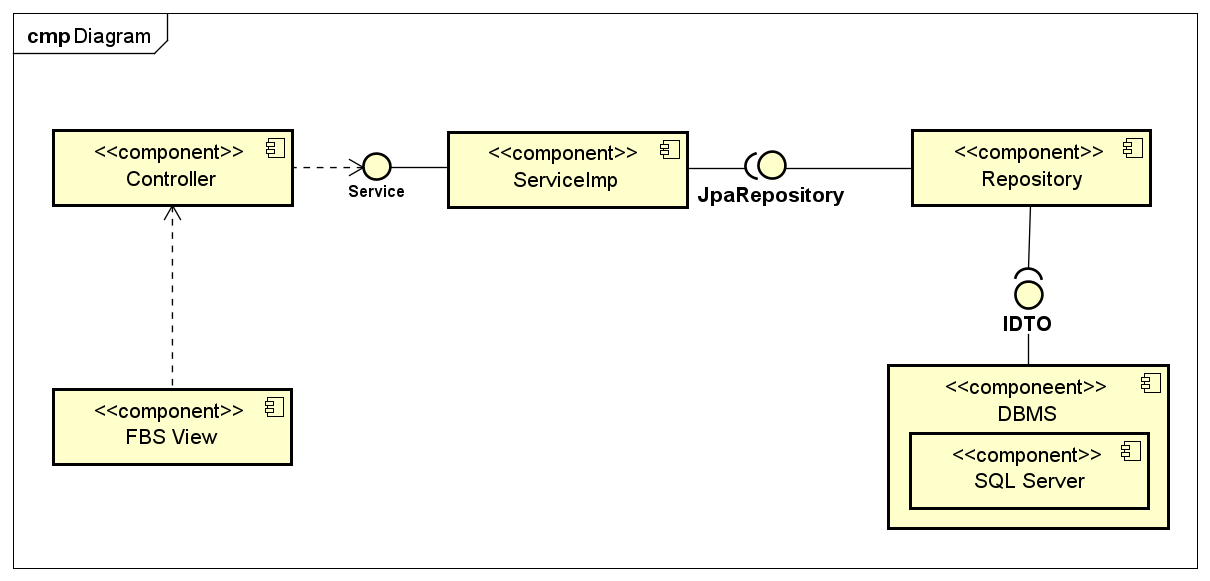 cmp Diagram
<<component>>
Controller
Service
<<component>>
ServiceImp
JpaRepository
<<component>>
Repository
IDTO
<<component>>
FBS View
<<componeent>>
DBMS
<<component>>
SQL Server